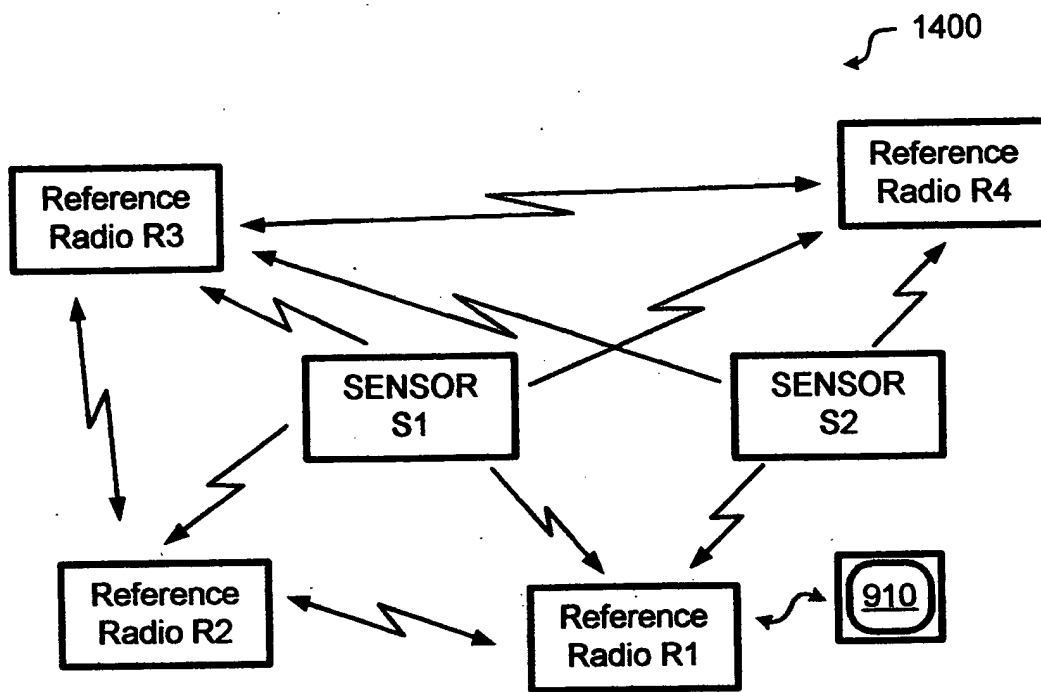 1400
Reference
Radio R4
Reference
Radio R3
SENSOR
S1
SENSOR
S2
Reference
Radio R2
Reference
Radio R1
910